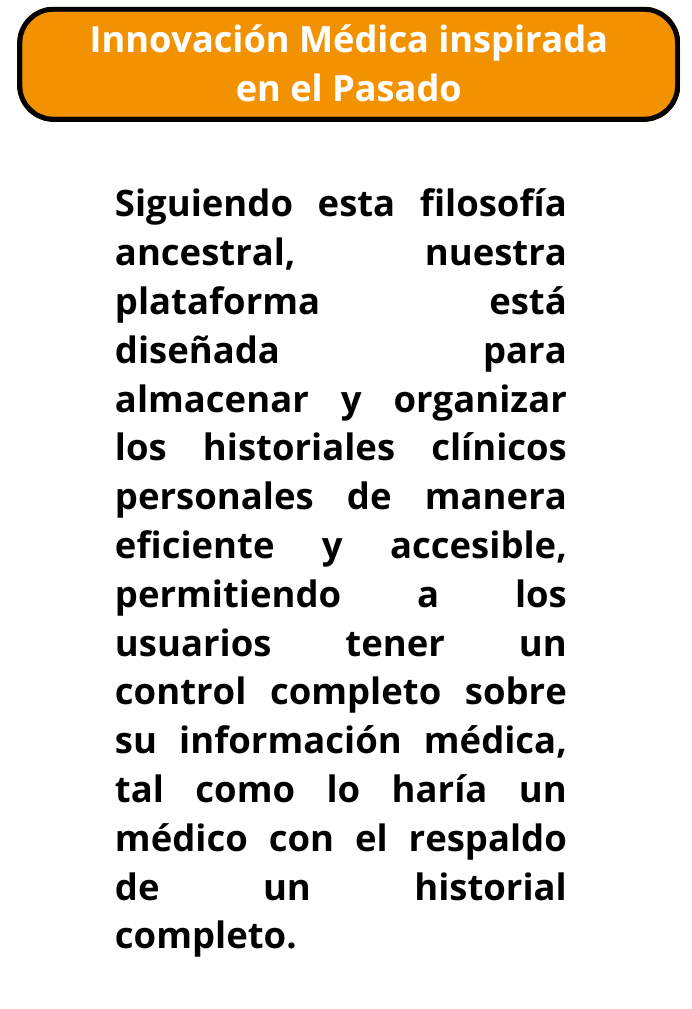 Innovación Médica inspirada
en el Pasado
Siguiendo esta filosofía
ancestral, nuestra
plataforma está
diseñada para
almacenar y organizar
los historiales clínicos
personales de manera
eficiente y accesible,
permitiendo a los
usuarios tener un
control completo sobre
su información médica,
tal como lo haría un
médico con el respaldo
de un historial
completo.